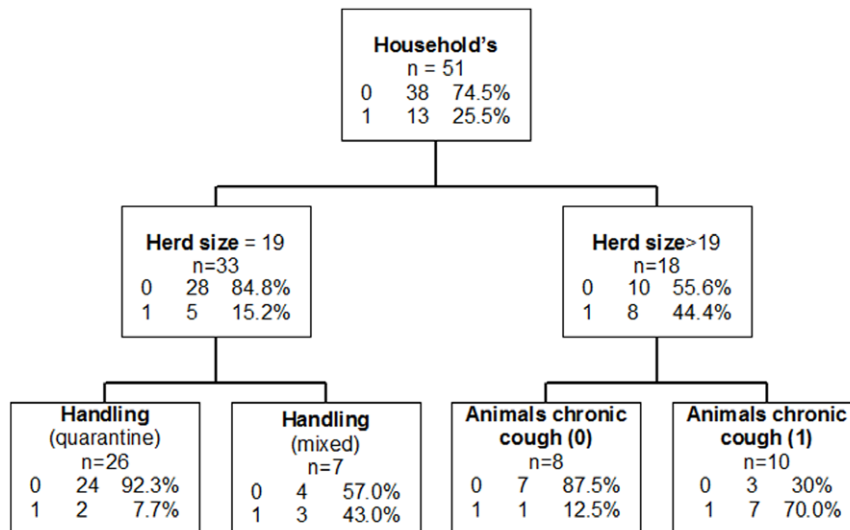 Household's
n = 51
0 38 74.5%
1 13 25.5%
Herd size = 19
n=33
0 28 84.8%
1 5 15.2%
Herd size>19
n=18
0 10 55.6%
1 8 44.4%
Handling
(quarantine)
n=26
0 24 92.3%
1 2 7.7%
Handling
(mixed)
n=7
0 4 57.0%
1 3 43.0%
Animals chronic
cough (0)
n=8
0 7 87.5%
1 1 12.5%
Animals chronic
cough (1)
n=10
0 3 30%
1 7 70.0%